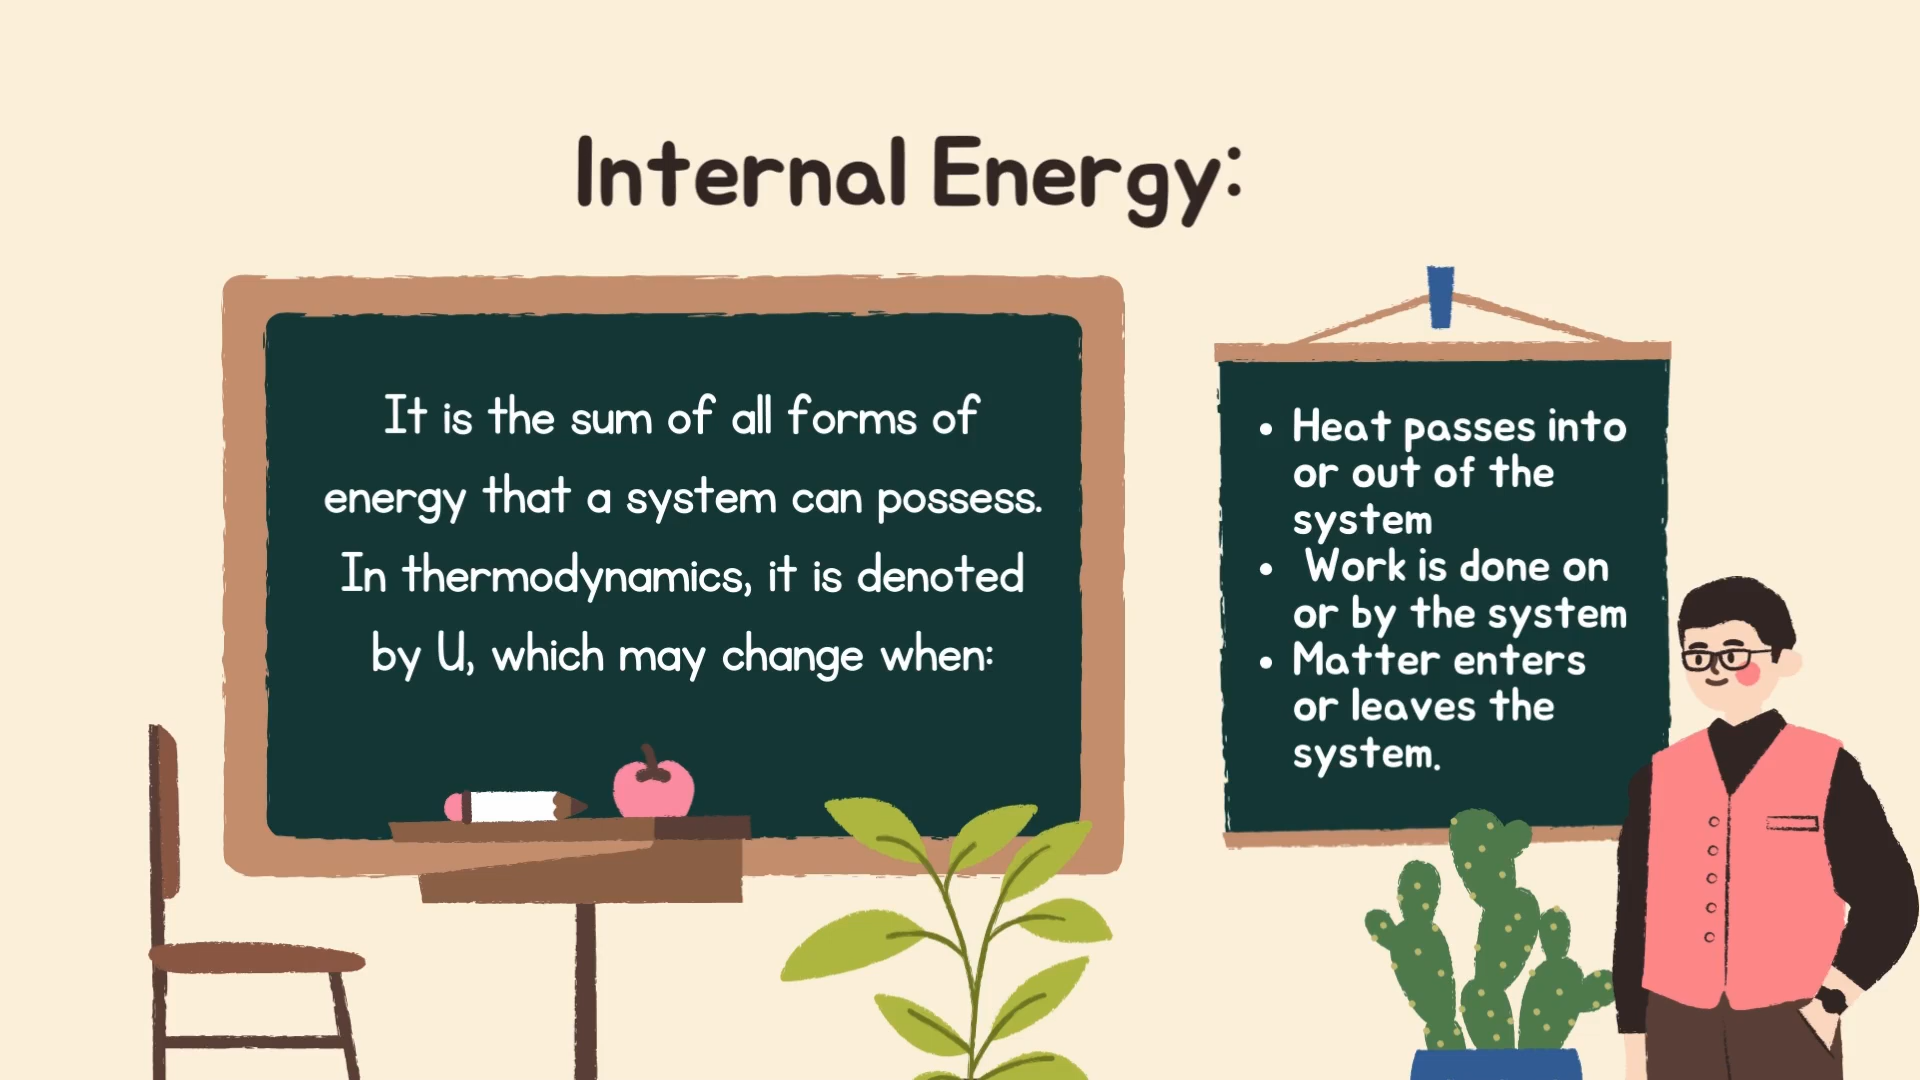 Internal Energy:
It is the sum of all forms of
energy that a system can possess.
In thermodynamics, it is denoted
by U, which may change when:
• Heat passes into
or out of the
system
• Work is done on
or by the system
• Matter enters
or leaves the
system.